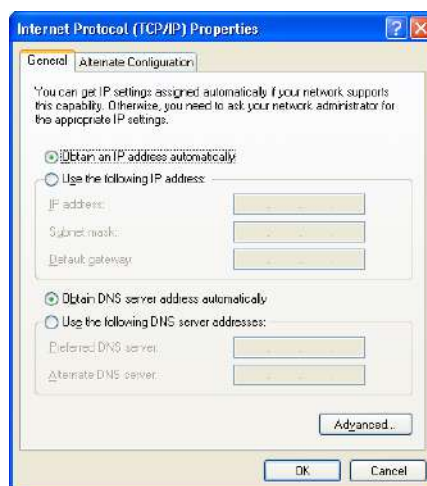 Internet Protocol (TCP/IP) Properties
General
Alternate Configuration
You can get IP settings assigned automatically if your network supports
this capability. Otherwise, you need to ask your network administrator for
the appropriate IP settings.
Obtain an IP address automatically
Use the following IP address:
IP address:
Subnet mask:
Default gateway:
Obtain DNS server address automatically
Use the following DNS server addresses:
Preferred DNS server:
Alternate DNS server:
Advanced...
OK
Cancel